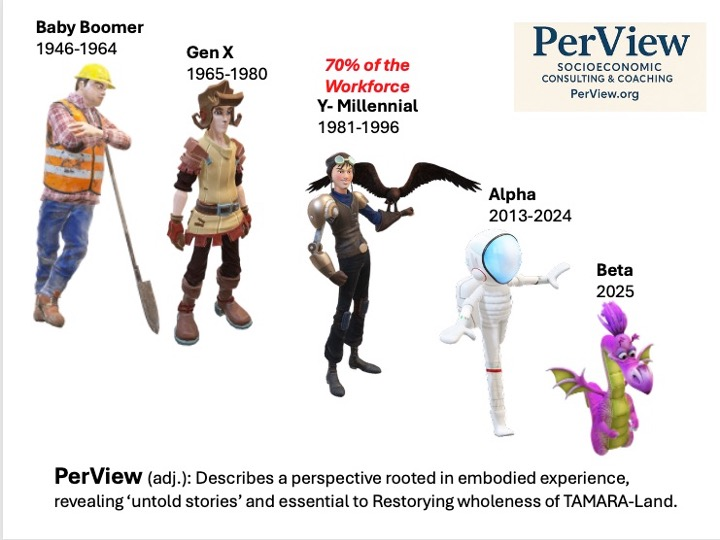 Baby Boomer
1946-1964
Gen X
1965-1980
70% of the
Workforce
Y- Millennial
1981-1996
Alpha
2013-2024
Beta
2025
PerView
SOCIOECONOMIC
CONSULTING & COACHING
PerView.org
PerView (adj.): Describes a perspective rooted in embodied experience,
revealing ‘untold stories’ and essential to Restorying wholeness of TAMARA-Land.